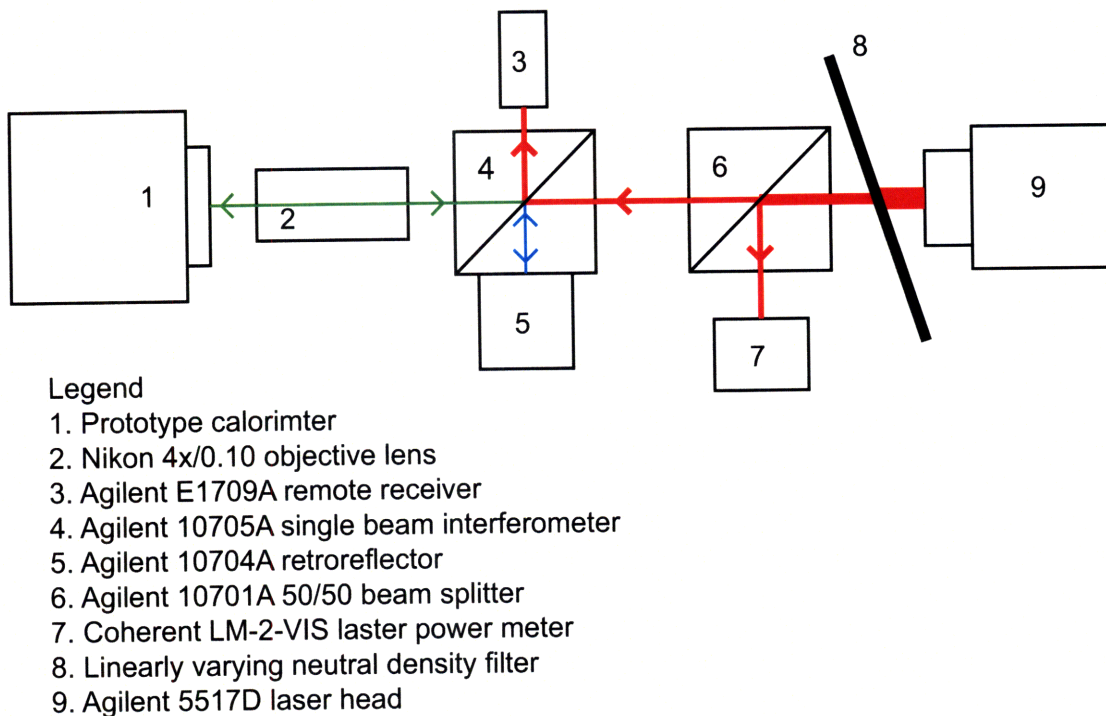 3
8
4
6
1
9
2
5
7
Legend
1. Prototype calorimter
2. Nikon 4x/0.10 objective lens
3. Agilent E1709A remote receiver
4. Agilent 10705A single beam interferometer
5. Agilent 10704A retroreflector
6. Agilent 10701A 50/50 beam splitter
7. Coherent LM-2-VIS laster power meter
8. Linearly varying neutral density filter
9. Agilent 5517D laser head